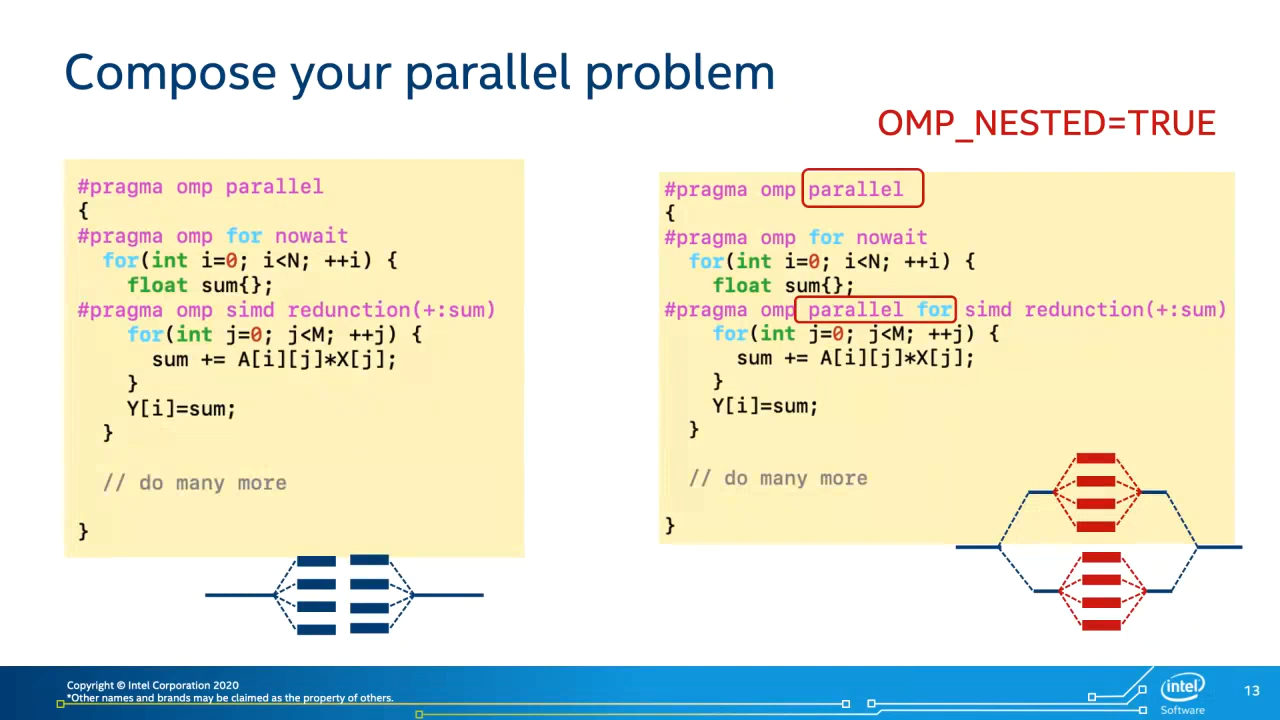 Compose your parallel problem
OMP_NESTED=TRUE
#pragma omp parallel
{
#pragma omp for nowait
for(int i=0; i<N; ++i) {
float sum{};
#pragma omp simd redunction(+:sum)
for(int j=0; j<M; ++j) {
sum += A[i][j]*X[j];
}
Y[i]=sum;
}
// do many more
}
#pragma omp parallel
{
#pragma omp for nowait
for(int i=0; i<N; ++i) {
float sum{};
#pragma omp parallel for simd redunction(+:sum)
for(int j=0; j<M; ++j) {
sum += A[i][j]*X[j];
}
Y[i]=sum;
}
// do many more
}
Copyright © Intel Corporation 2020
*Other names and brands may be claimed as the property of others.
intel
Software
13